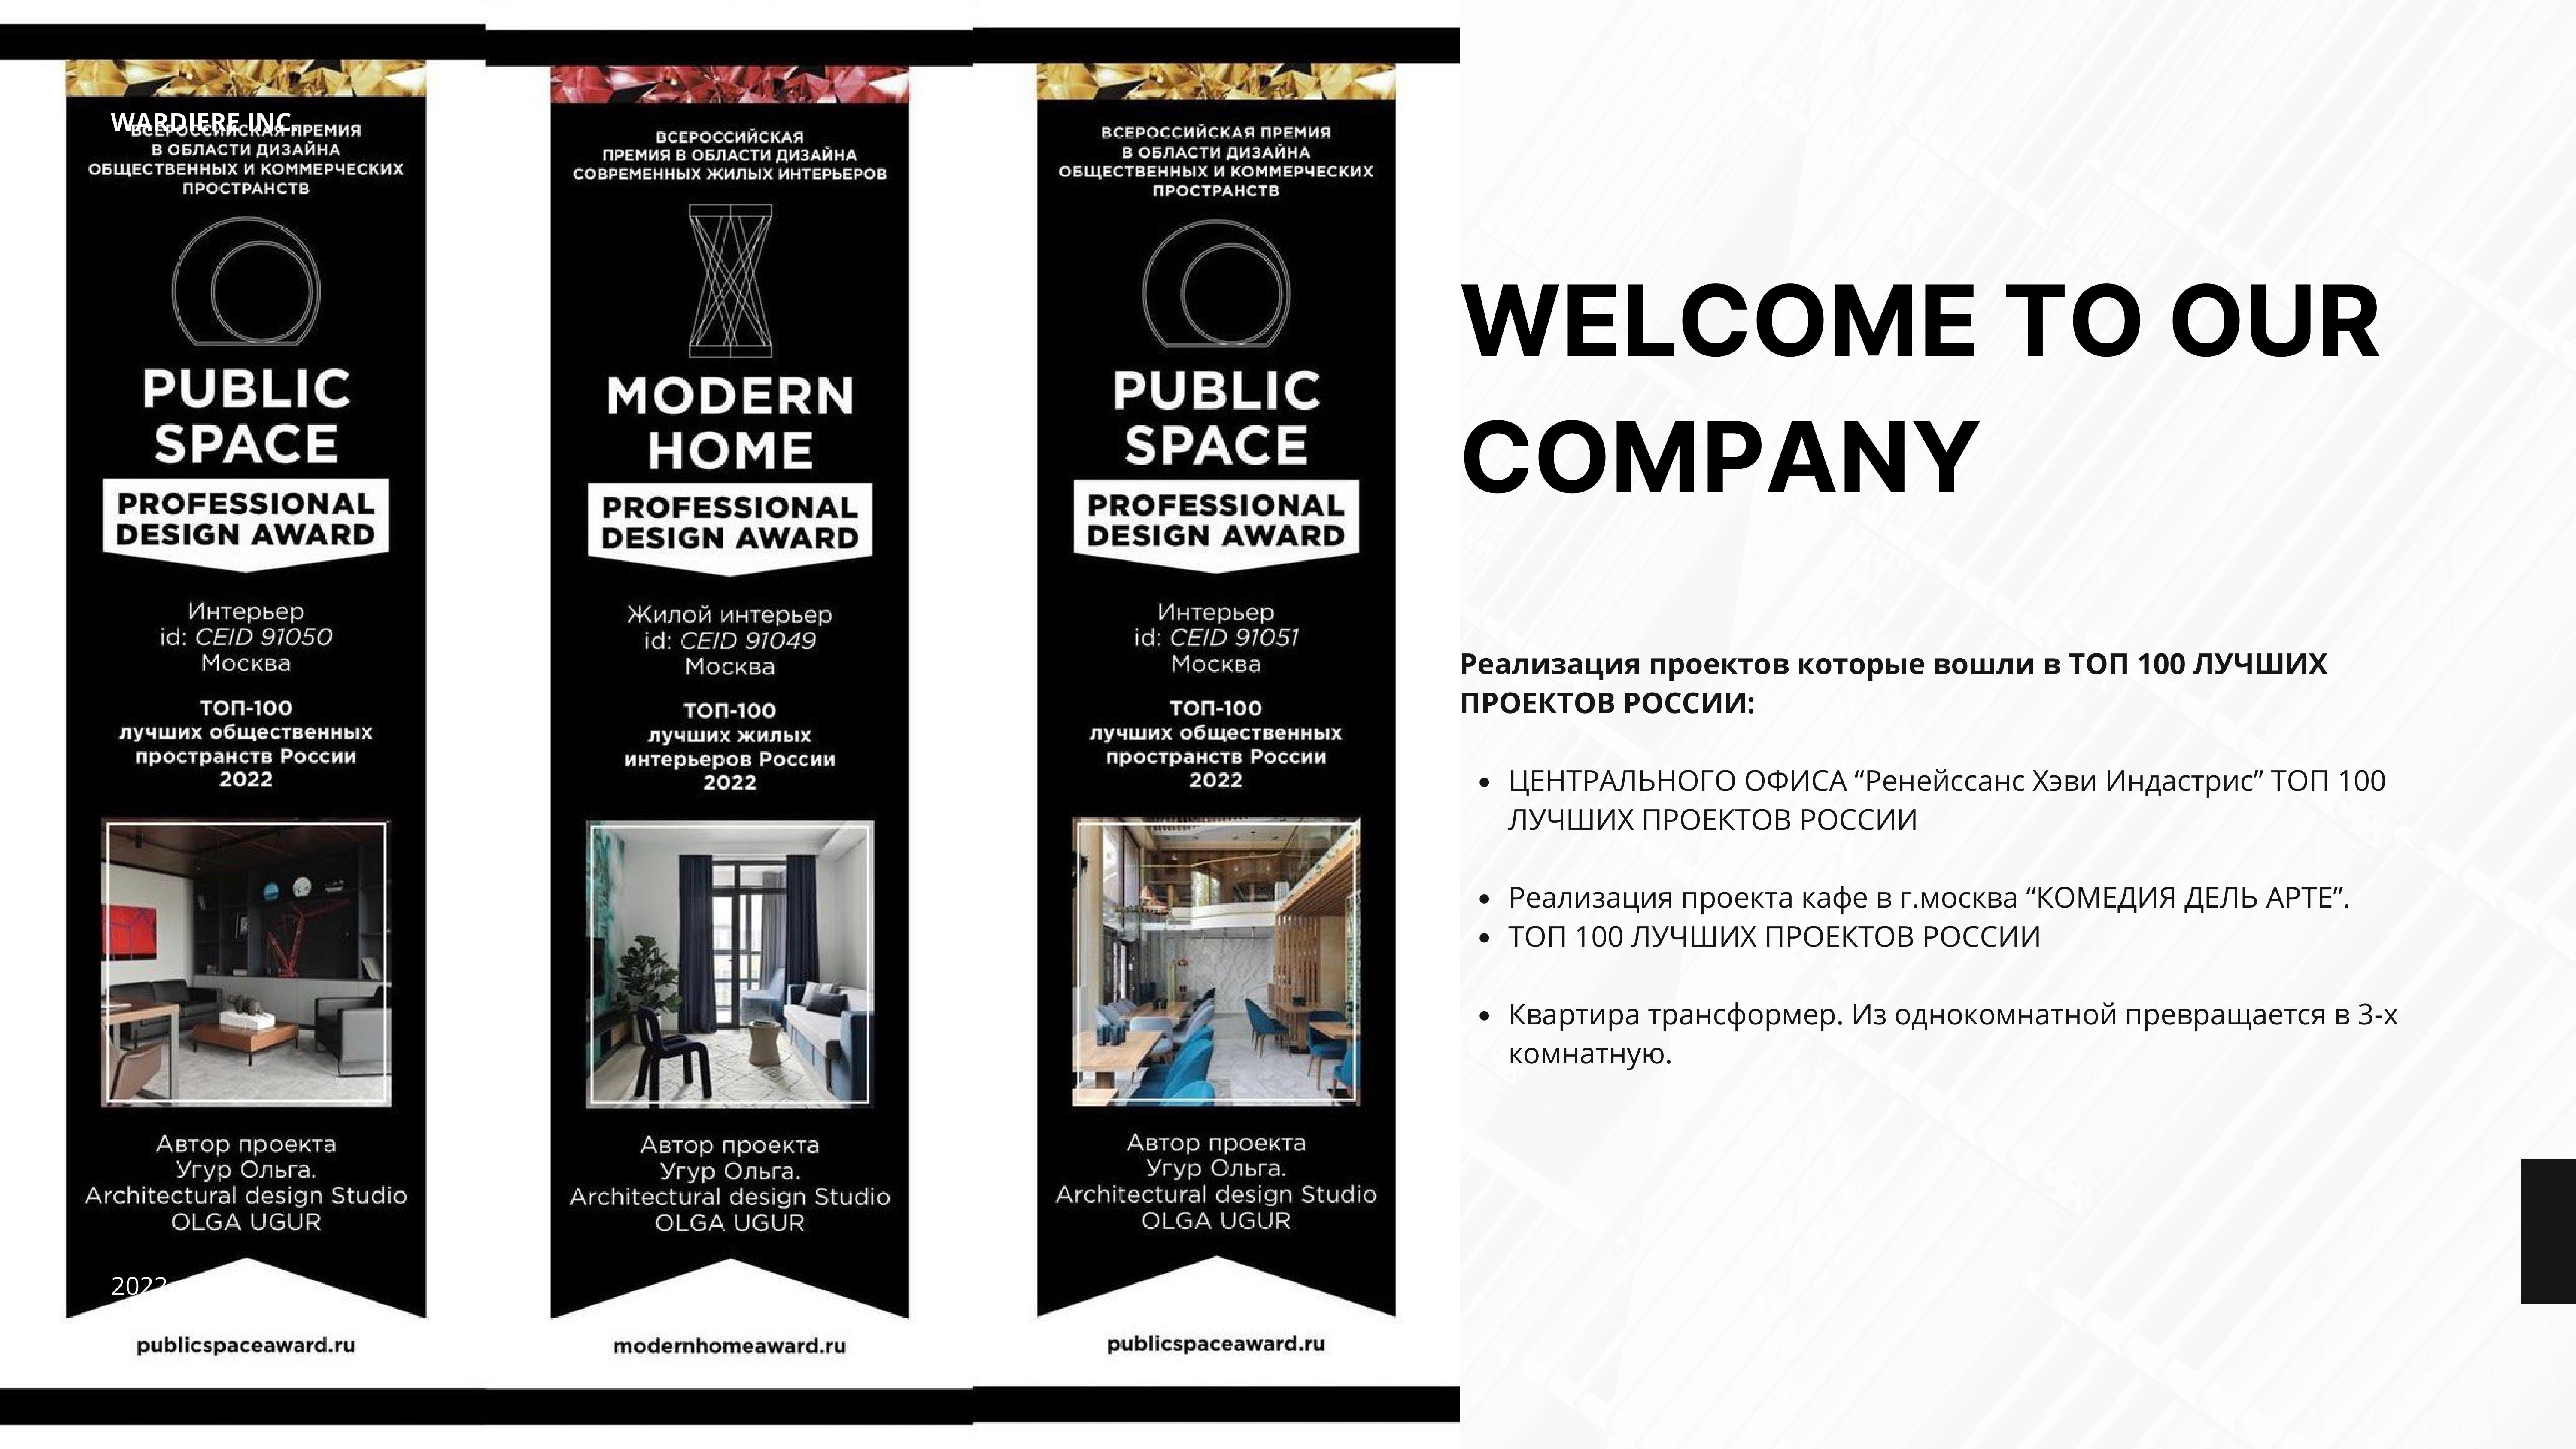 WARDIERE INC.
ВСЕРОССИЙСКАЯ ПРЕМИЯ
В ОБЛАСТИ ДИЗАЙНА
ОБЩЕСТВЕННЫХ И КОММЕРЧЕСКИХ
ПРОСТРАНСТВ
PUBLIC
SPACE
PROFESSIONAL
DESIGN AWARD
Интерьер
id: CEID 91050
Москва
ТОП-100
лучших общественных
пространств России
2022
Автор проекта
Угур Ольга.
Architectural design Studio
OLGA UGUR
2022
publicspaceaward.ru
ВСЕРОССИЙСКАЯ
ПРЕМИЯ В ОБЛАСТИ ДИЗАЙНА
СОВРЕМЕННЫХ ЖИЛЫХ ИНТЕРЬЕРОВ
MODERN
HOME
PROFESSIONAL
DESIGN AWARD
Жилой интерьер
id: CEID 91049
Москва
ТОП-100
лучших жилых
интерьеров России
2022
Автор проекта
Угур Ольга.
Architectural design Studio
OLGA UGUR
modernhomeaward.ru
ВСЕРОССИЙСКАЯ ПРЕМИЯ
В ОБЛАСТИ ДИЗАЙНА
ОБЩЕСТВЕННЫХ И КОММЕРЧЕСКИХ
ПРОСТРАНСТВ
PUBLIC
SPACE
PROFESSIONAL
DESIGN AWARD
Интерьер
id: CEID 91051
Москва
ТОП-100
лучших общественных
пространств России
2022
Автор проекта
Угур Ольга.
Architectural design Studio
OLGA UGUR
publicspaceaward.ru
WELCOME TO OUR
COMPANY
Реализация проектов которые вошли в ТОП 100 ЛУЧШИХ
ПРОЕКТОВ РОССИИ:
• ЦЕНТРАЛЬНОГО ОФИСА “Ренейссанс Хэви Индастрис” ТОП 100
ЛУЧШИХ ПРОЕКТОВ РОССИИ
• Реализация проекта кафе в г.москва “КОМЕДИЯ ДЕЛЬ АРТЕ”.
• ТОП 100 ЛУЧШИХ ПРОЕКТОВ РОССИИ
• Квартира трансформер. Из однокомнатной превращается в 3-х
комнатную.